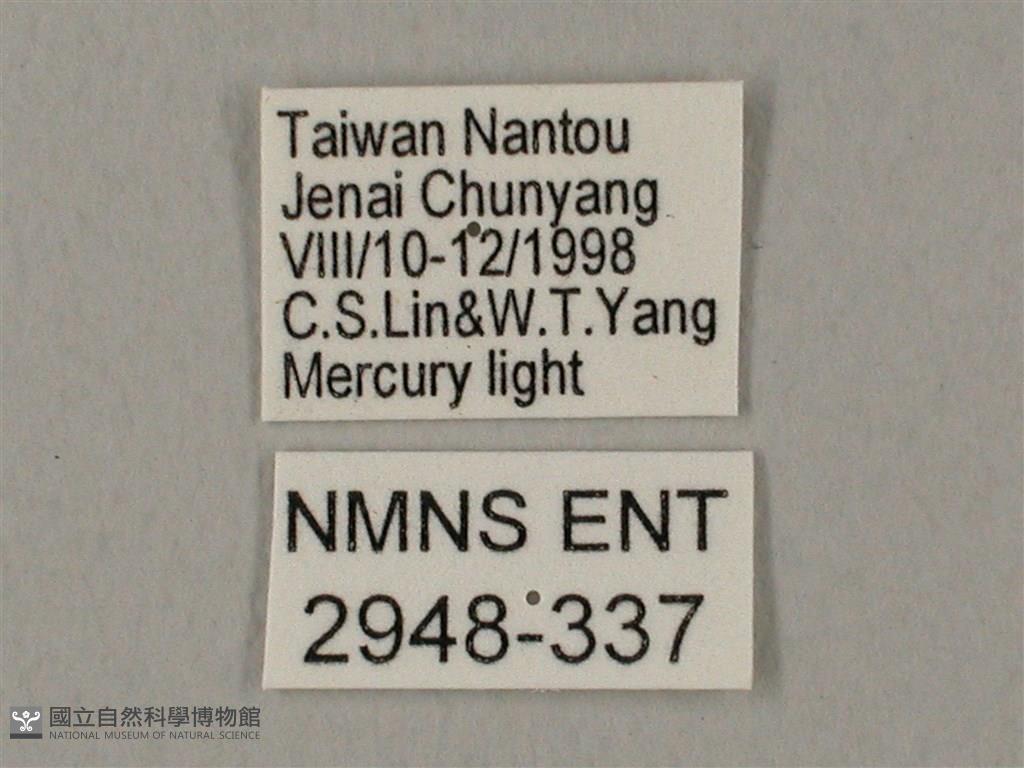 Taiwan Nantou
Jenai Chunyang
VIII/10-12/1998
C.S.Lin&W.T.Yang
Mercury light
NMNS ENT
2948-337
國立自然科學博物館
NATIONAL MUSEUM OF NATURAL SCIENCE